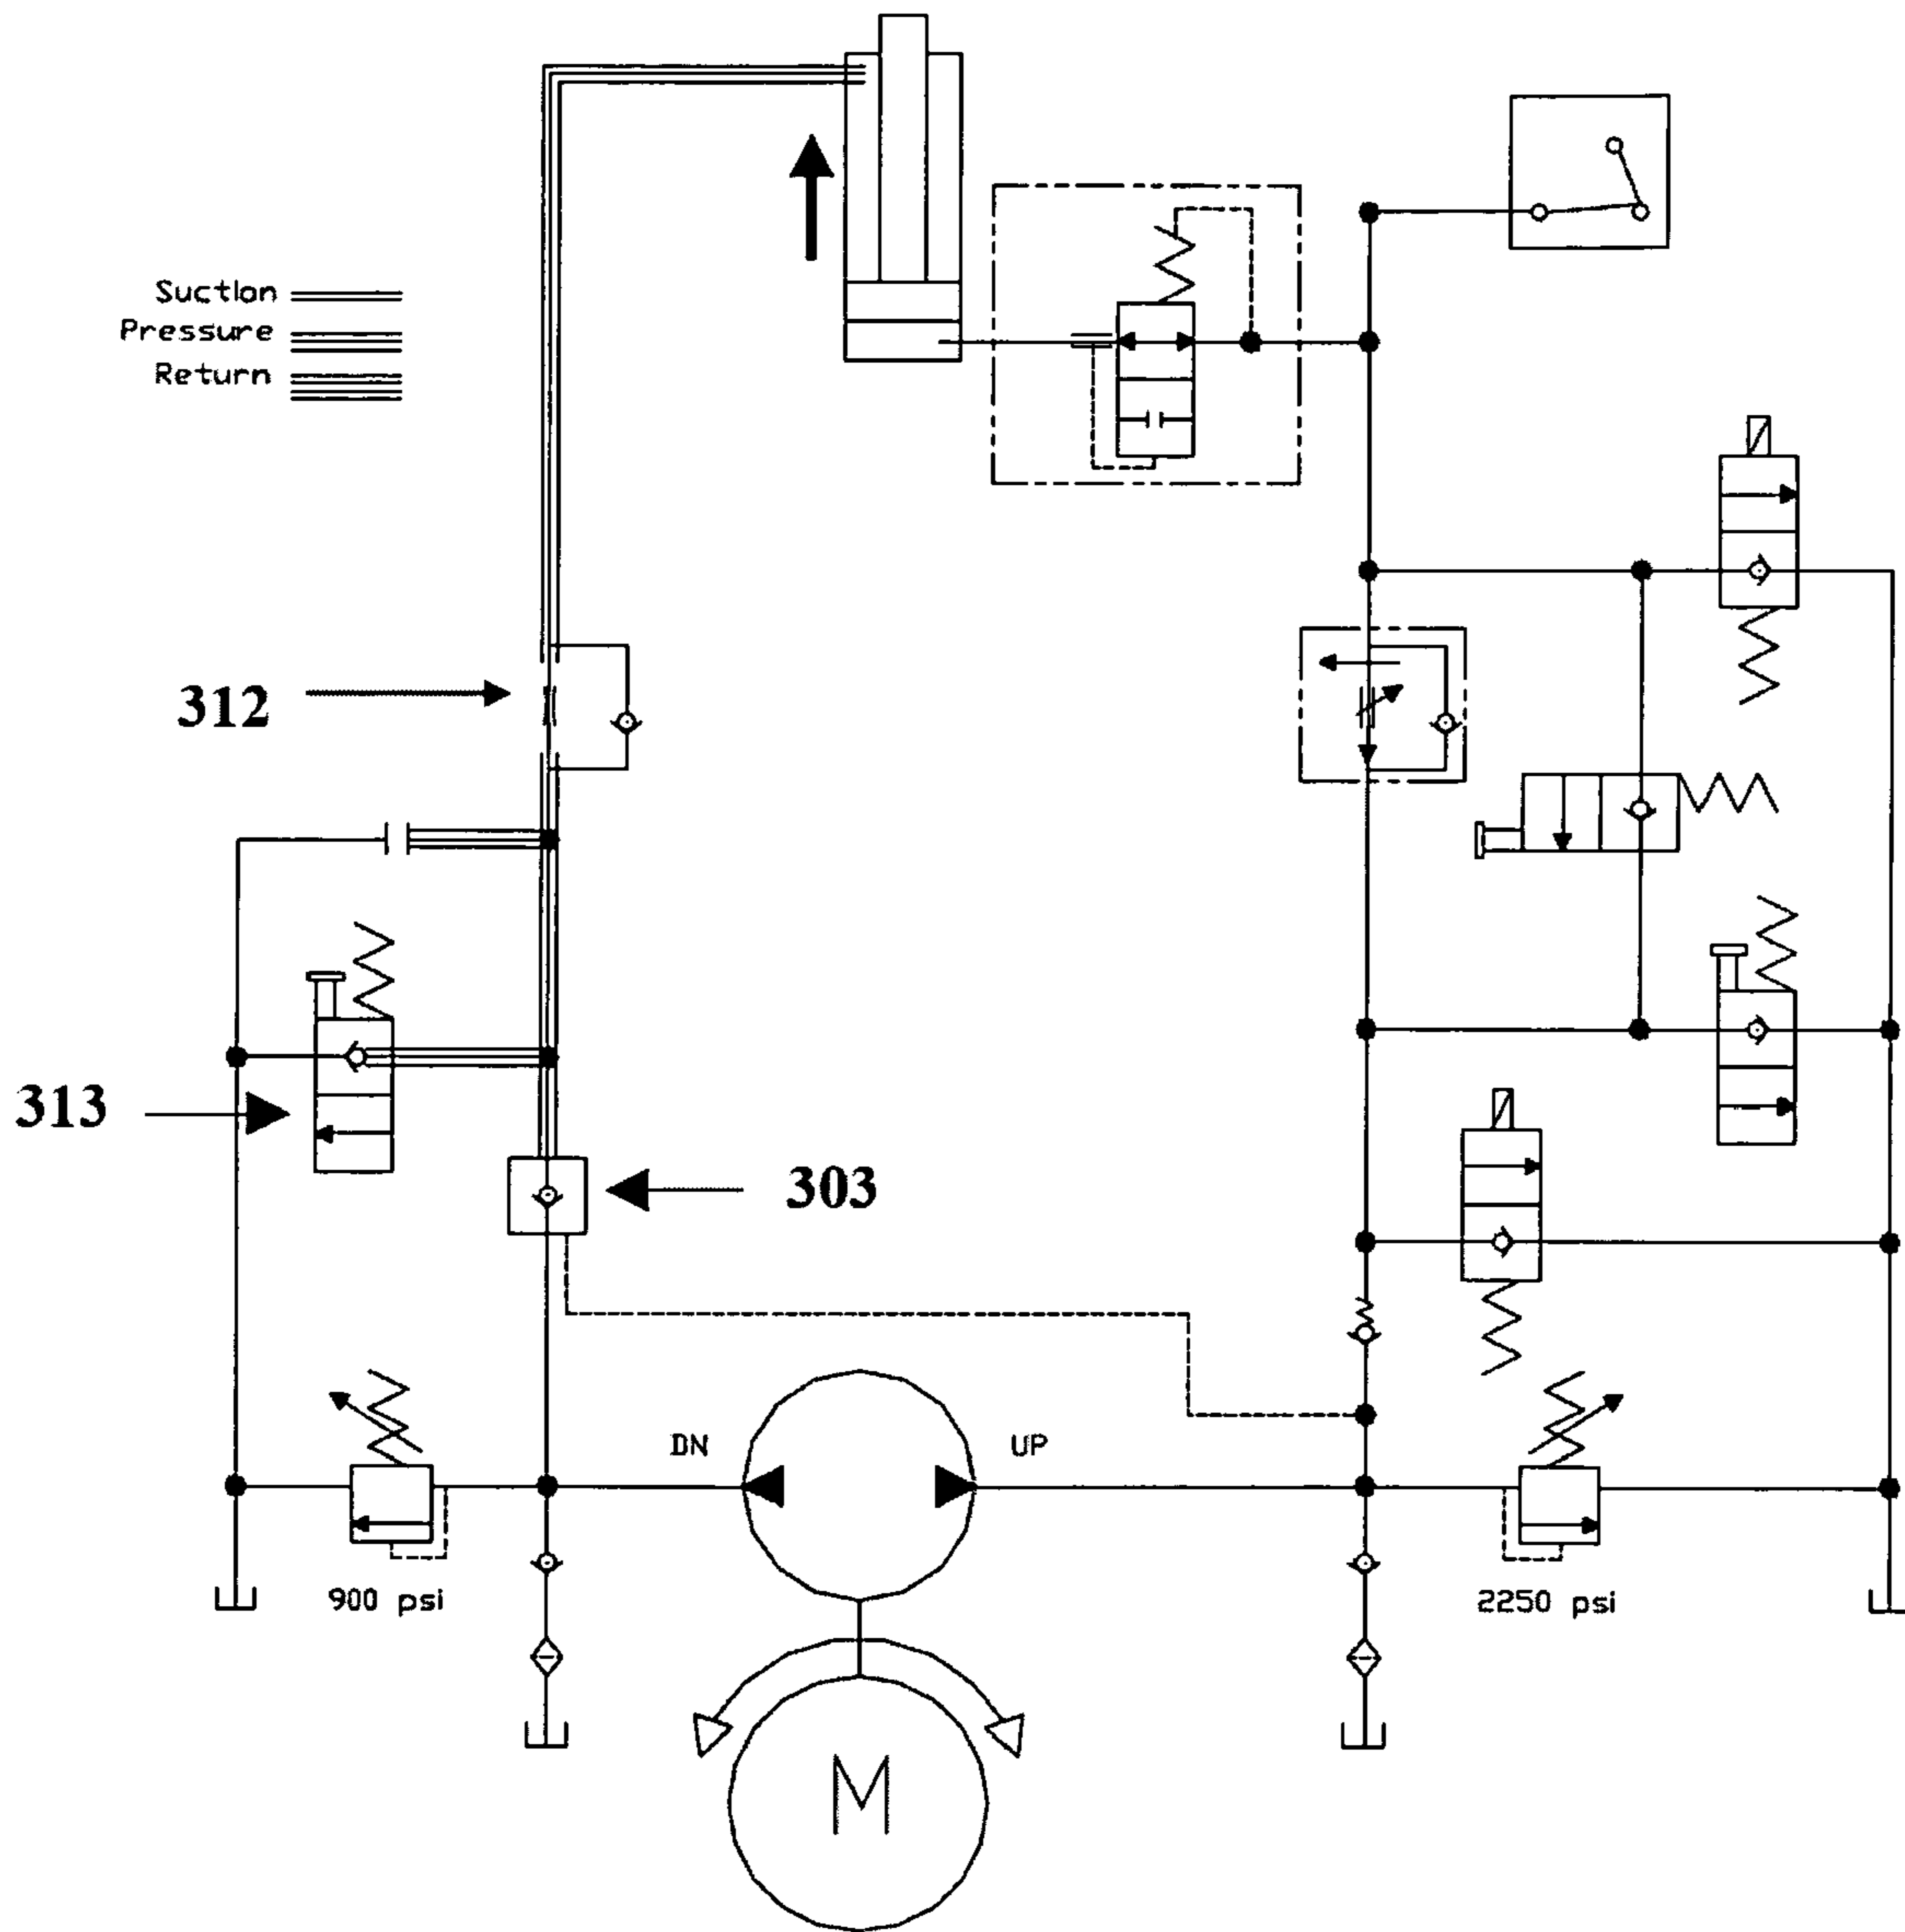 Suction
Pressure
Return
312
313
303
DN
UP
900 psi
2250 psi
M